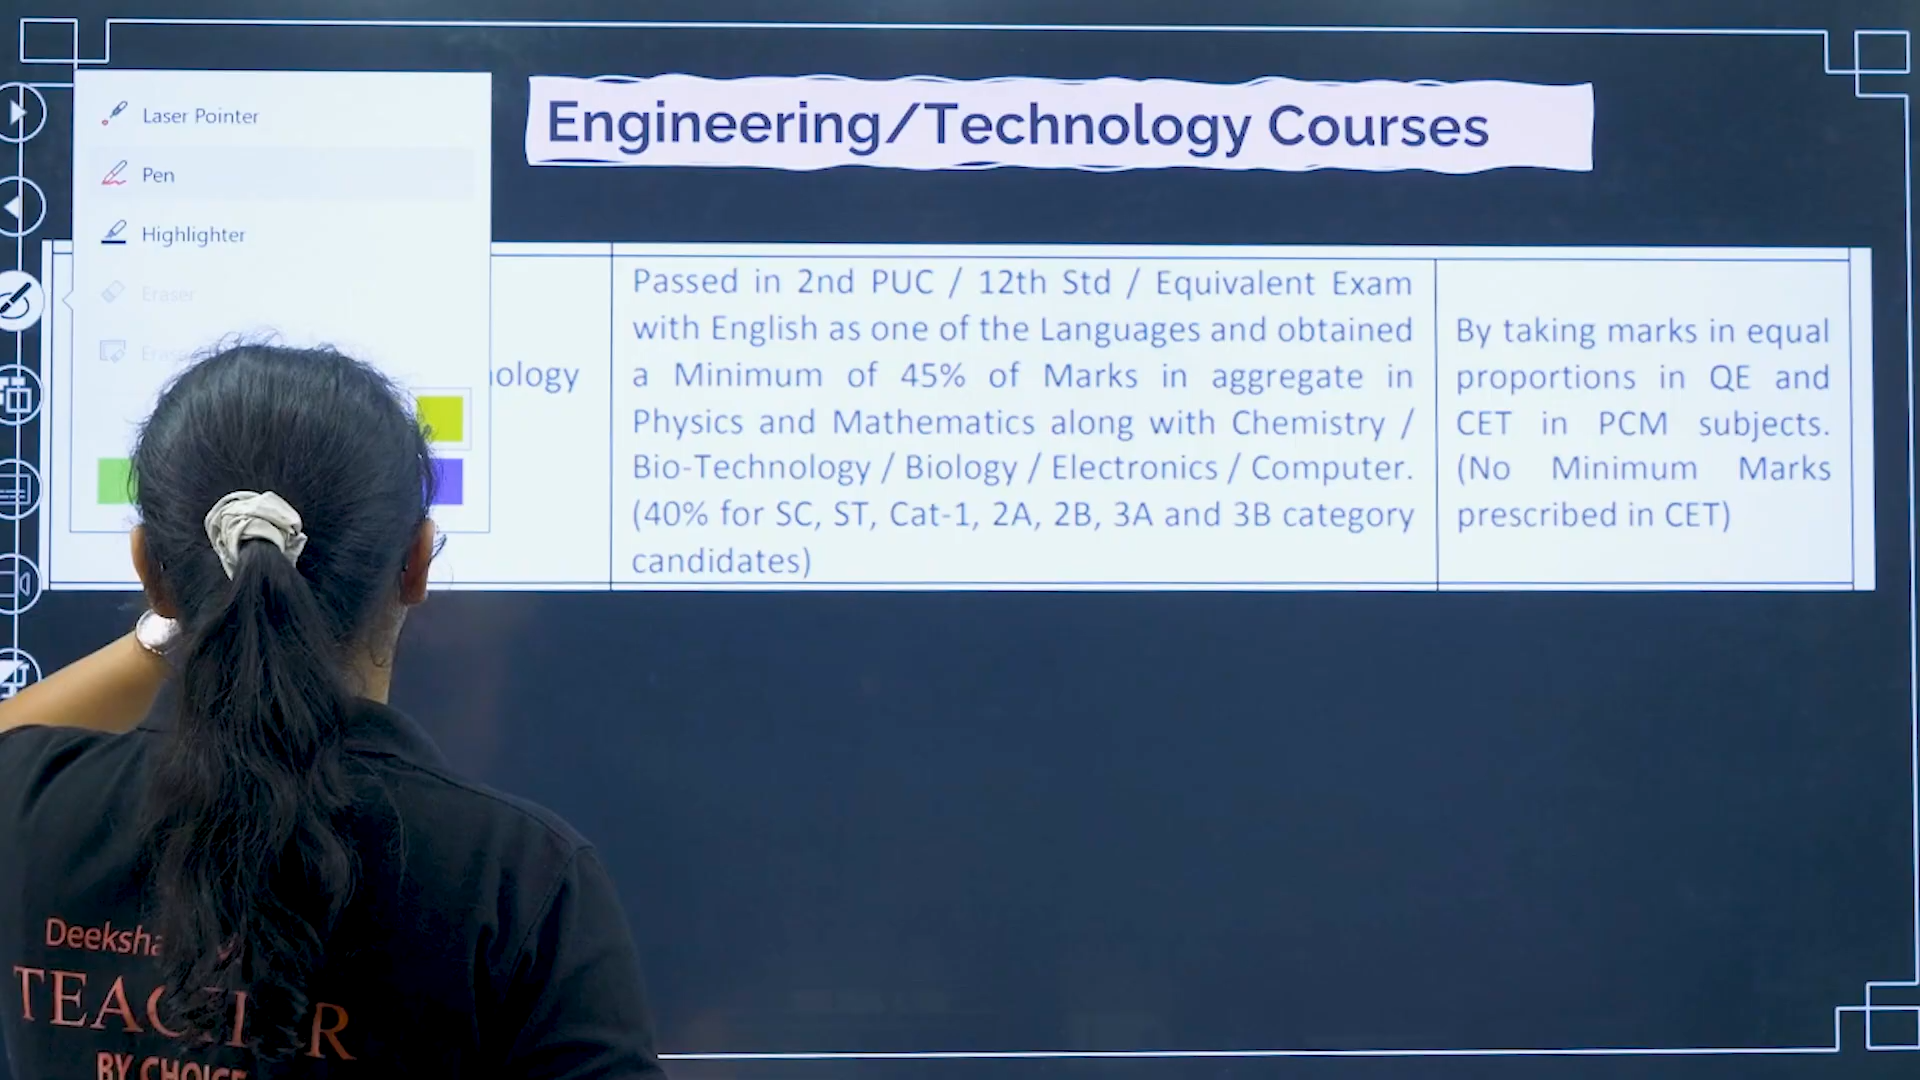 Engineering/Technology Courses
Laser Pointer
Pen
Highlighter
Eraser
Passed in 2nd PUC / 12th Std / Equivalent Exam
with English as one of the Languages and obtained
a Minimum of 45% of Marks in aggregate in
Physics and Mathematics along with Chemistry /
Bio-Technology / Biology / Electronics / Computer.
(40% for SC, ST, Cat-1, 2A, 2B, 3A and 3B category
candidates)
By taking marks in equal
proportions in QE and
CET in PCM subjects.
(No Minimum Marks
prescribed in CET)
BY